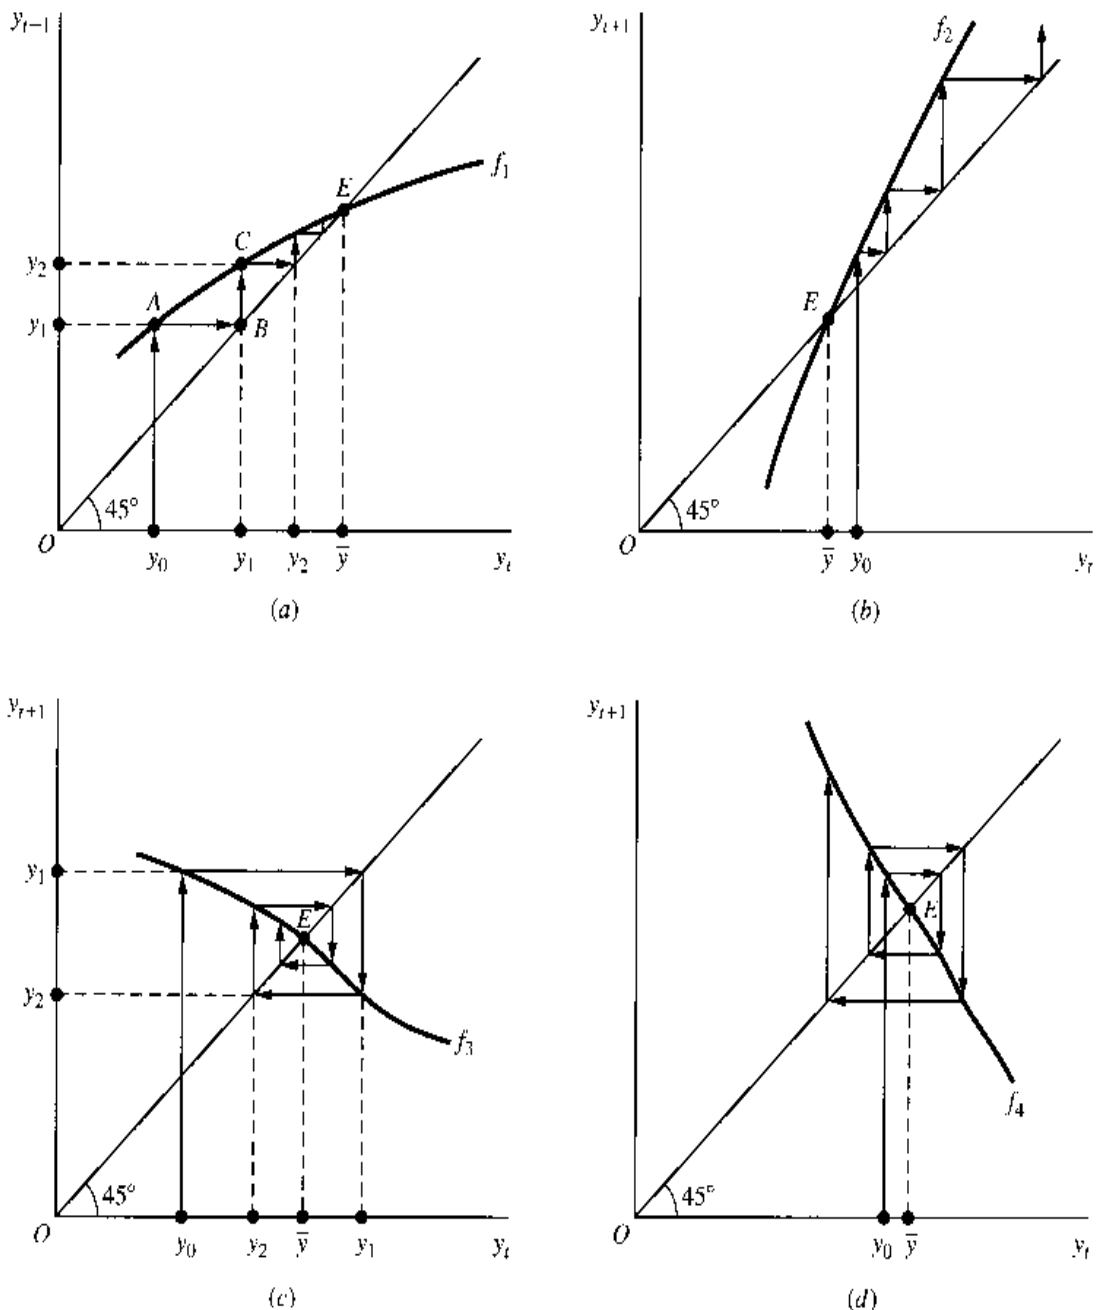 y_{t-1}
f_1
E
C
y_2
A
y_1
B
45°
O
y_0
y_1
y_2
ȳ
y_t
(a)
y_{t+1}
f_2
E
45°
O
ȳ
y_0
y_t
(b)
y_{t+1}
y_1
E
y_2
f_3
45°
O
y_0
y_2
ȳ
y_1
y_t
(c)
y_{t+1}
E
f_4
45°
O
y_0
ȳ
y_t
(d)